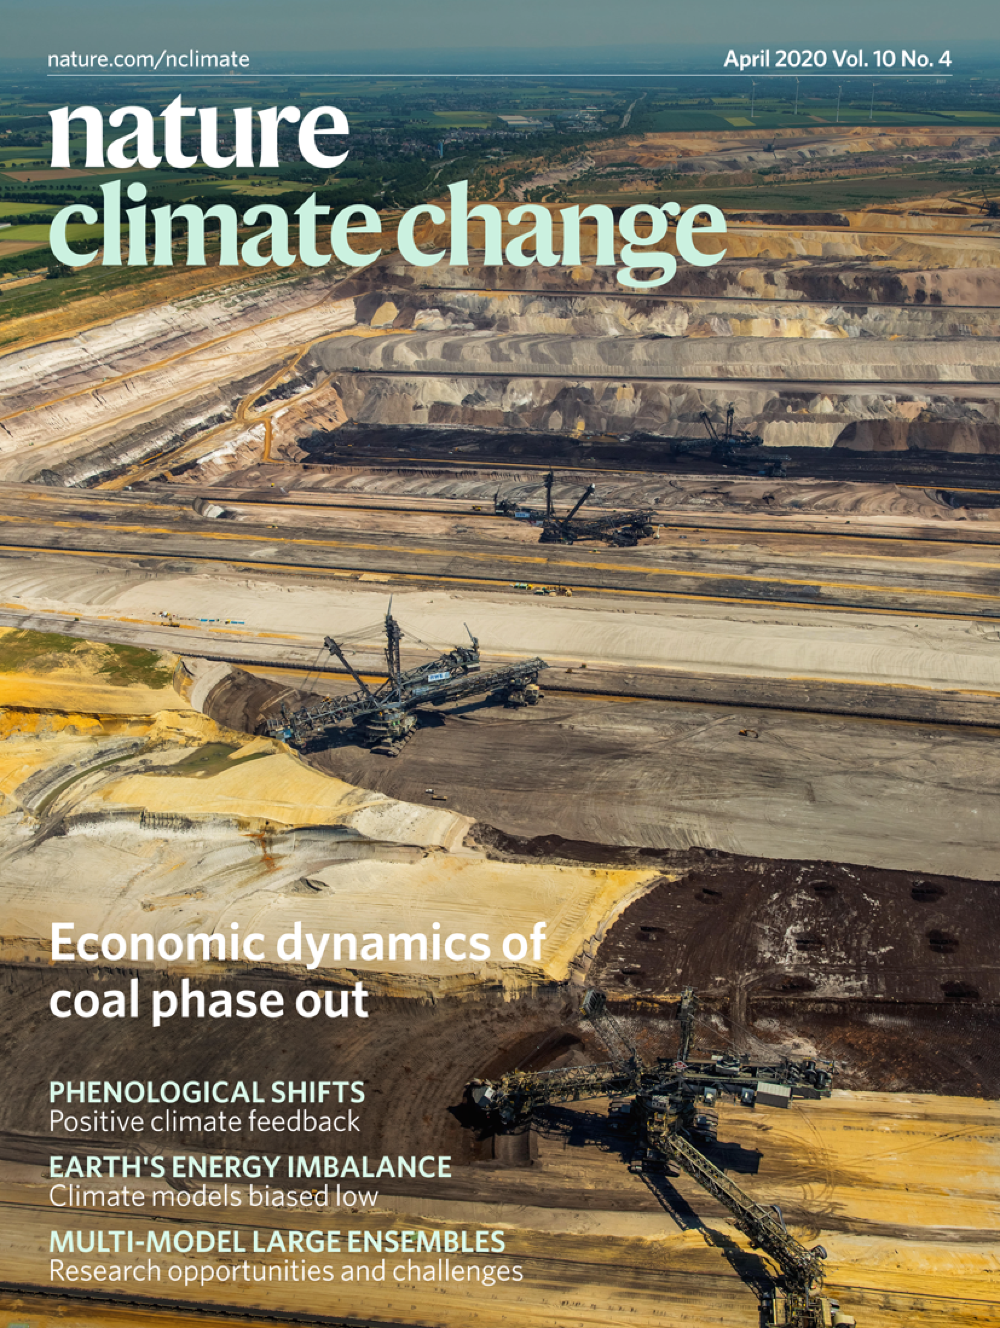 nature.com/nclimate
April 2020 Vol. 10 No. 4
nature
climate change
Economic dynamics of
coal phase out
PHENOLOGICAL SHIFTS
Positive climate feedback
EARTH'S ENERGY IMBALANCE
Climate models biased low
MULTI-MODEL LARGE ENSEMBLES
Research opportunities and challenges